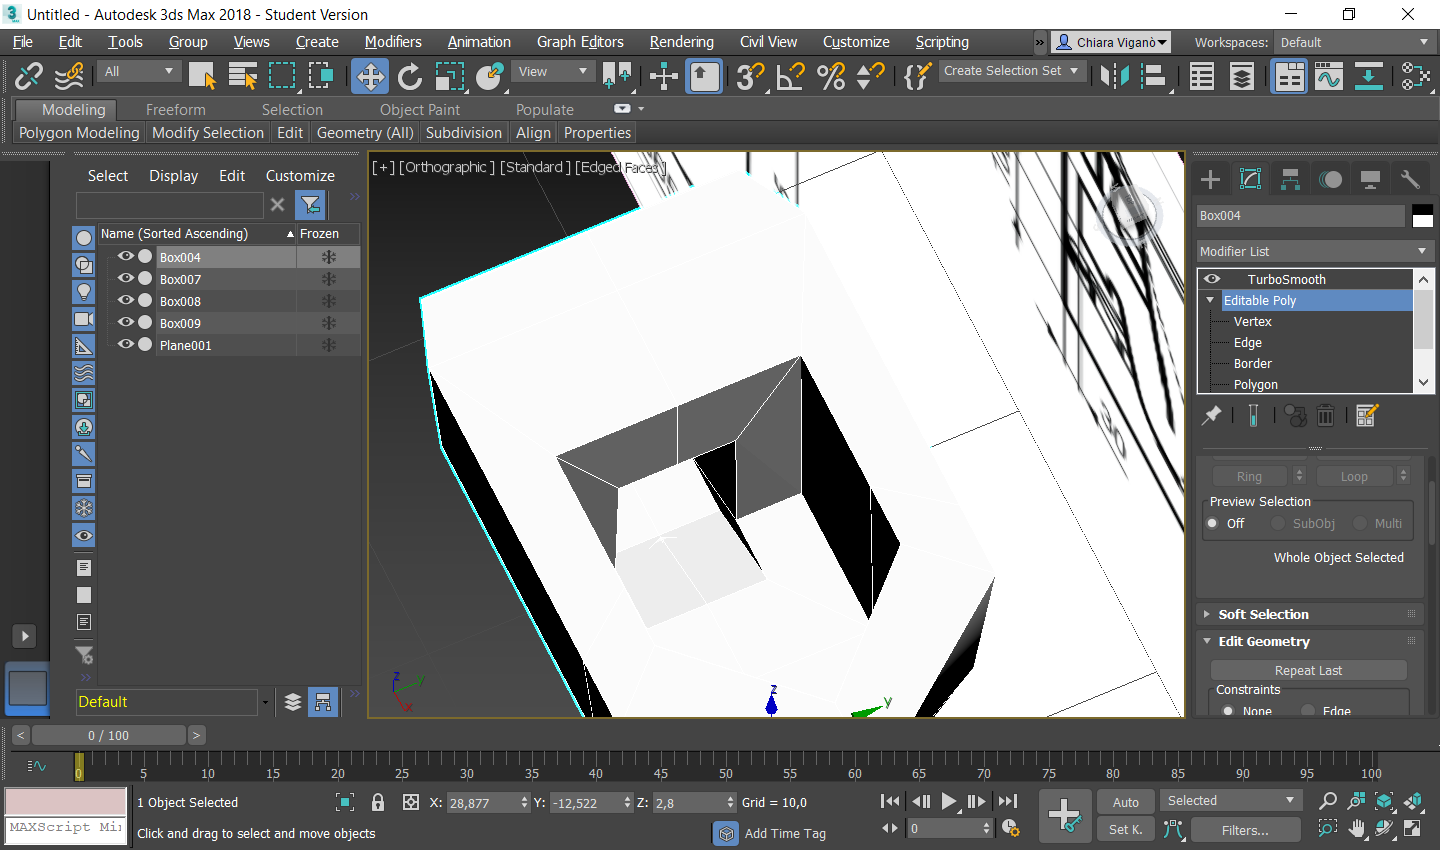 Untitled - Autodesk 3ds Max 2018 - Student Version
File Edit Tools Group Views Create Modifiers Animation Graph Editors Rendering Civil View Customize Scripting » Chiara Viganò Workspaces: Default
All View Create Selection Set
Modeling Freeform Selection Object Paint Populate
Polygon Modeling Modify Selection Edit Geometry (All) Subdivision Align Properties
Select Display Edit Customize
[ + ] [Orthographic ] [Standard ] [Edged Faces ]
Name (Sorted Ascending) Frozen
Box004
Box007
Box008
Box009
Plane001
Default
Box004
Modifier List
TurboSmooth
Editable Poly
Vertex
Edge
Border
Polygon
Ring Loop
Preview Selection
Off SubObj Multi
Whole Object Selected
Soft Selection
Edit Geometry
Repeat Last
Constraints
None Edge
z y x
z y
< 0 / 100 >
0 5 10 15 20 25 30 35 40 45 50 55 60 65 70 75 80 85 90 95 100
1 Object Selected X: 28,877 Y: -12,522 Z: 2,8 Grid = 10,0
Auto Selected
MAXScript Mi
Click and drag to select and move objects
Add Time Tag
0
Set K. Filters...